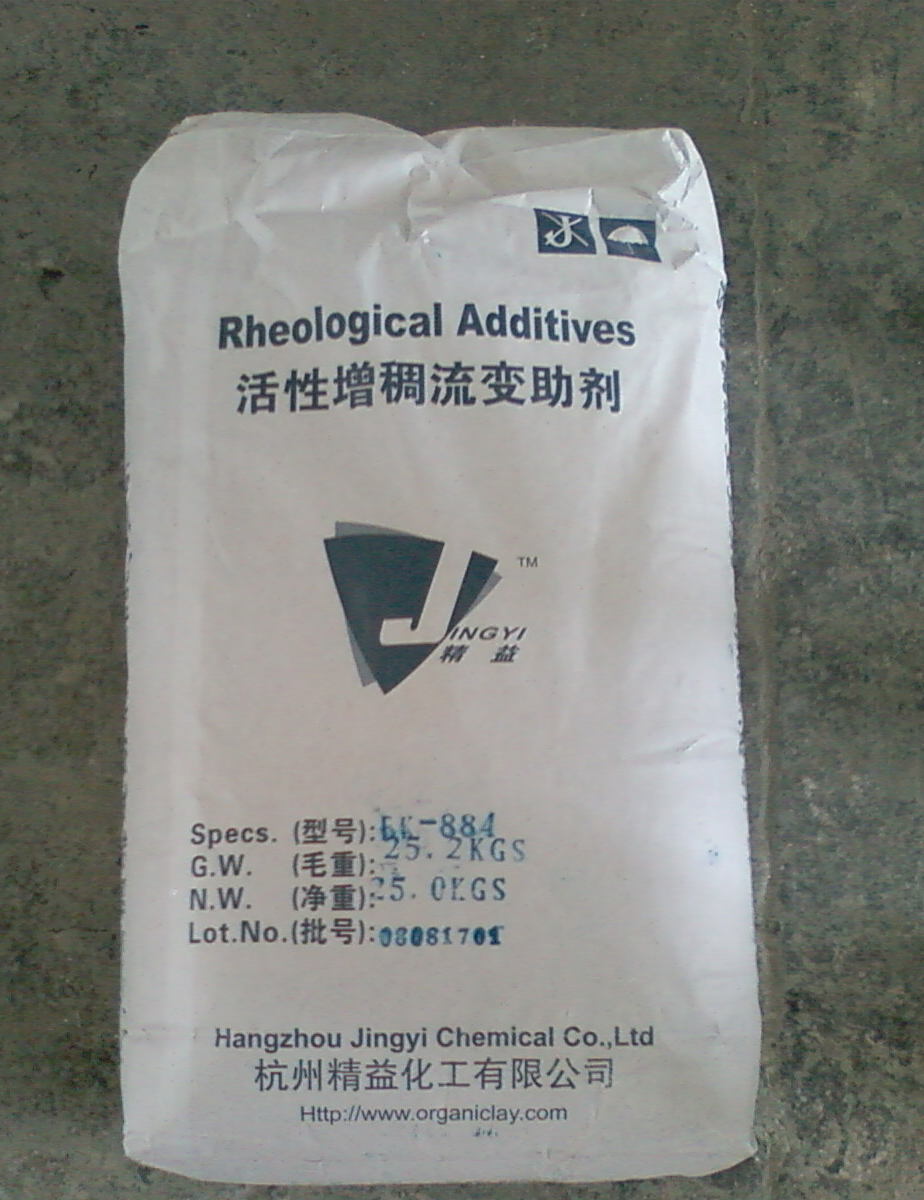 Rheological Additives
活性增稠流变助剂
TM
JINGYI
精 益
Specs. (型号):
G.W. (毛重): 25.2KGS
N.W. (净重): 25.0KGS
Lot.No.(批号): 08081701
Hangzhou Jingyi Chemical Co.,Ltd
杭州精益化工有限公司
Http://www.organiclay.com